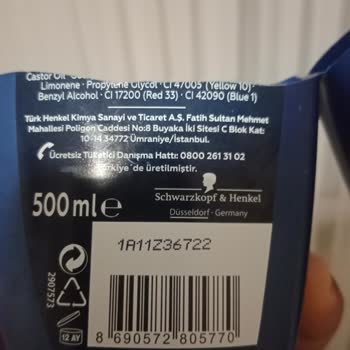 Castor Oil
Limonene · Propylene Glycol · CI 47005 (Yellow 10) ·
Benzyl Alcohol · CI 17200 (Red 33) · CI 42090 (Blue 1)
Türk Henkel Kimya Sanayi ve Ticaret A.Ş. Fatih Sultan Mehmet
Mahallesi Poligon Caddesi No:8 Buyaka İki Sitesi C Blok Kat:
10-14 34772 Ümraniye/İstanbul.
Ücretsiz Tüketici Danışma Hattı: 0800 261 31 02
Türkiye'de üretilmiştir.
Schwarzkopf & Henkel
Düsseldorf · Germany
500 ml e
1A11Z36722
2907573
12 AY
8 690572 805770